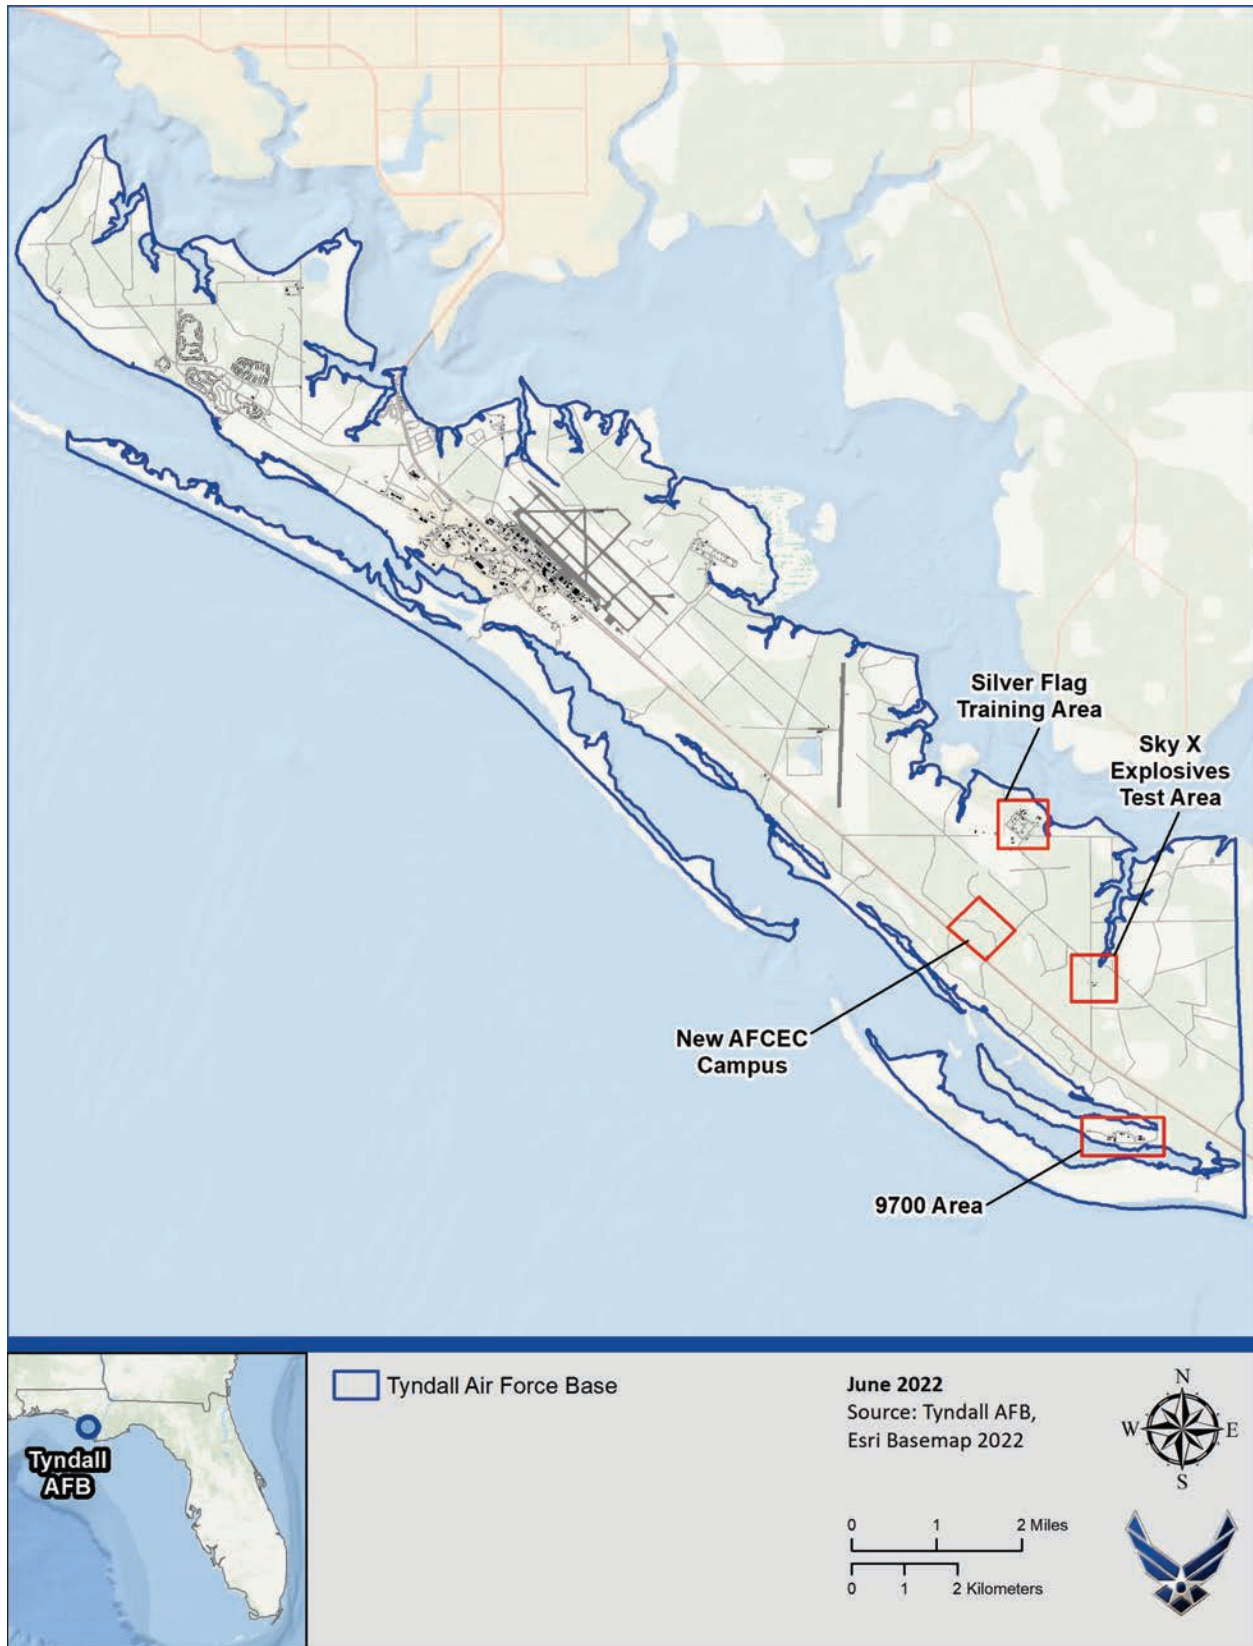 Silver Flag
Training Area
Sky X
Explosives
Test Area
New AFCEC
Campus
9700 Area
Tyndall
AFB
Tyndall Air Force Base
June 2022
Source: Tyndall AFB,
Esri Basemap 2022
N
W E
S
0 1 2 Miles
0 1 2 Kilometers